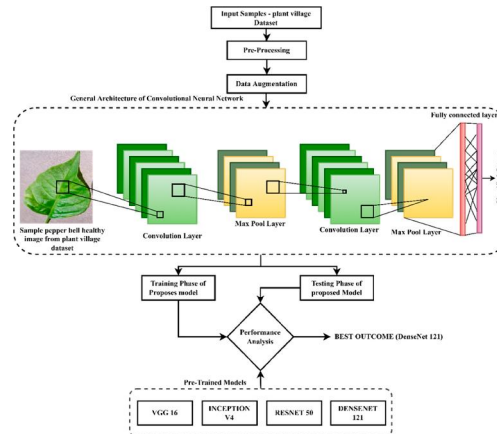 Input Samples - plant village
Dataset
Pre-Processing
Data Augmentation
General Architecture of Convolutional Neural Network
Fully connected layer
Sample pepper bell healthy
image from plant village
dataset
Convolution Layer
Max Pool Layer
Convolution Layer
Max Pool Layer
Training Phase of
Proposes model
Testing Phase of
proposed Model
Performance
Analysis
BEST OUTCOME (DenseNet 121)
Pre-Trained Models
VGG 16
INCEPTION
V4
RESNET 50
DENSENET
121